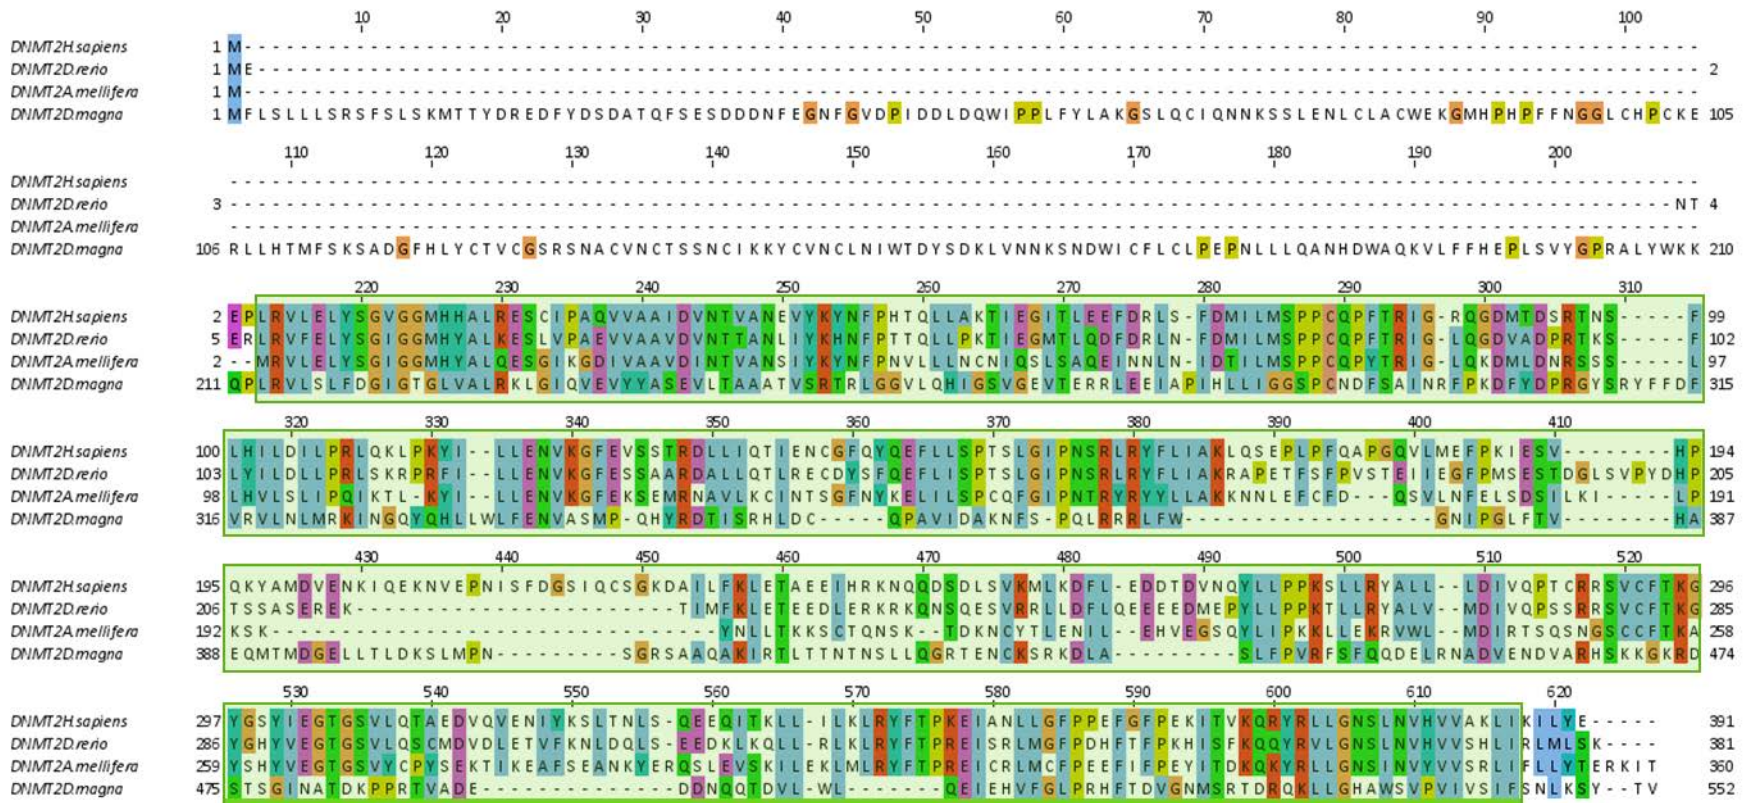 10 20 30 40 50 60 70 80 90 100
DNMT2H.sapiens 1 M--------------------------------------------------------------------------------------------------------
DNMT2D.rerio 1 ME------------------------------------------------------------------------------------------------------- 2
DNMT2A.mellifera 1 M--------------------------------------------------------------------------------------------------------
DNMT2D.magna 1 MFLSLLLSRSFSLSKMTTYDREDFYDSDATQFSESDDDNFEGNFGVDPIDDLDQWIPPLFYLAKGSLQCIQNNKSSLENLCLACWEKGMHPHPFFNGGLCHPCKE 105
110 120 130 140 150 160 170 180 190 200
DNMT2H.sapiens ---------------------------------------------------------------------------------------------------------
DNMT2D.rerio 3 -------------------------------------------------------------------------------------------------------NT 4
DNMT2A.mellifera ---------------------------------------------------------------------------------------------------------
DNMT2D.magna 106 RLLHTMFSKSADGFHLYCTVCGSRSNACVNCTSSNCIKKYCVNCLNIWTDYSDKLVNNKSNDWICFLCLPEPNLLLQANHDWAQKVLFFHEPLSVYGPRALYWKK 210
220 230 240 250 260 270 280 290 300 310
DNMT2H.sapiens 2 EPLRVLELYSGVGGMHHALRESCIPAQVVAAIDVNTVANEVYKYNFPHTQLLAKTIEGITLEEFDRLS-FDMILMSPPCQPFTRIG-RQGDMTDSRTNS-----F 99
DNMT2D.rerio 5 ERLRVFELYSGIGGMHYALKESLVPAEVVAAVDVNTTANLIYKHNFPTTQLLPKTIEGMTLQDFDRLN-FDMILMSPPCQPFTRIG-LQGDVADPRTKS-----F 102
DNMT2A.mellifera 2 --MRVLELYSGIGGMHYALQESGIKGDIVAAVDINTVANSIYKYNFPNVLLLNCNIQSLSAQEINNLN-IDTILMSPPCQPYTRIG-LQKDMLDNRSSS-----L 97
DNMT2D.magna 211 QPLRVLSLFDGIGTGLVALRKLGIQVEVYYASEVLTAAATVSRTRLGGVLQHIGSVGEVTERRLEEIAPIHLLIGGSPCNDFSAINRFPKDFYDPRGYSRYFFDF 315
320 330 340 350 360 370 380 390 400 410
DNMT2H.sapiens 100 LHILDILPRLQKLPKYI--LLENVKGFEVSSTRDLLIQTIENCGFQYQEFLLSPTSLGIPNSRLRYFLIAKLQSEPLPFQAPGQVLMEFPKIESV--------HP 194
DNMT2D.rerio 103 LYILDLLPRLSKRPRFI--LLENVKGFESSAARDALLQTLRECDYSFQEFLISPTSLGIPNSRLRYFLIAKRAPETFSFPVSTEIIEGFPMSESTDGLSVPYDHP 205
DNMT2A.mellifera 98 LHVLSLIPQIKTL-KYI--LLENVKGFEKSEMRNAVLKCINTSGFNYKELILSPCQFGIPNTRYRYYLLAKKNNLEFCFD---QSVLNFELSDSILKI------LP 191
DNMT2D.magna 316 VRVLNLMRKINGQYQHLLWLFENVASMP-QHYRDTISRHLDC-----QPAVIDAKNFS-PQLRRRLFW------------------GNIPGLFTV--------HA 387
430 440 450 460 470 480 490 500 510 520
DNMT2H.sapiens 195 QKYAMDVENKIQEKNVEPNISFDGSIQCSGKDAILFKLETAEEIHRKNQQDSDLSVKMLKDFL-EDDTDVNQYLLPPKSLLRYALL--LDIVQPTCRRSVCFTKG 296
DNMT2D.rerio 206 TSSASEREK-----------------------TIMFKLETEEDLERKRKQNSQESVRRLLDFLQEEEEDMEPYLLPPKTLLRYALV--MDIVQPSSRRSVCFTKG 285
DNMT2A.mellifera 192 KSK--------------------------------YNLLTKKSCTQNSK--TDKNCYTLENIL--EHVEGSQYLIPKKLLEKRVWL--MDIRTSQSNGSCCFTKA 258
DNMT2D.magna 388 EQMTMDGELLTLDKSLMPN----------SGRSAAQAKIRTLTTNTNSLLQGRTENCKSRKDLA---------SLFPVRFSFQQDELRNADVENDVARHSKKGKRD 474
530 540 550 560 570 580 590 600 610 620
DNMT2H.sapiens 297 YGSYIEGTGSVLQTAEDVQVENIYKSLTNLS-QEEQITKLL-ILKLRYFTPKEIANLLGFPPEFGFPEKITVKQRYRLLGNSLNVHVVAKLIKILYE---- 391
DNMT2D.rerio 286 YGHYVEGTGSVLQSCMDVDLETVFKNLDQLS-EEDKLKQLL-RLKLRYFTPREISRLMGFPDHFTFPKHISFKQQYRVLGNSLNVHVVSHLIRLMLSK---- 381
DNMT2A.mellifera 259 YSHYVEGTGSVYCPYSEKTIKEAFSEANKYERQSLEVSKILEKLMLRYFTPREICRLMCFPEEFIFPEYITDKQKYRLLGNSINVYVVSRLIFLLYTERKIT 360
DNMT2D.magna 475 STSGINATDKPPRTVADE--------------DDNQQTDVL-WL--------QEIEHVFGLPRHFTDVGNMSRTDRQKLLGHAWSVPVIVSIFSNLKSY--TV 552